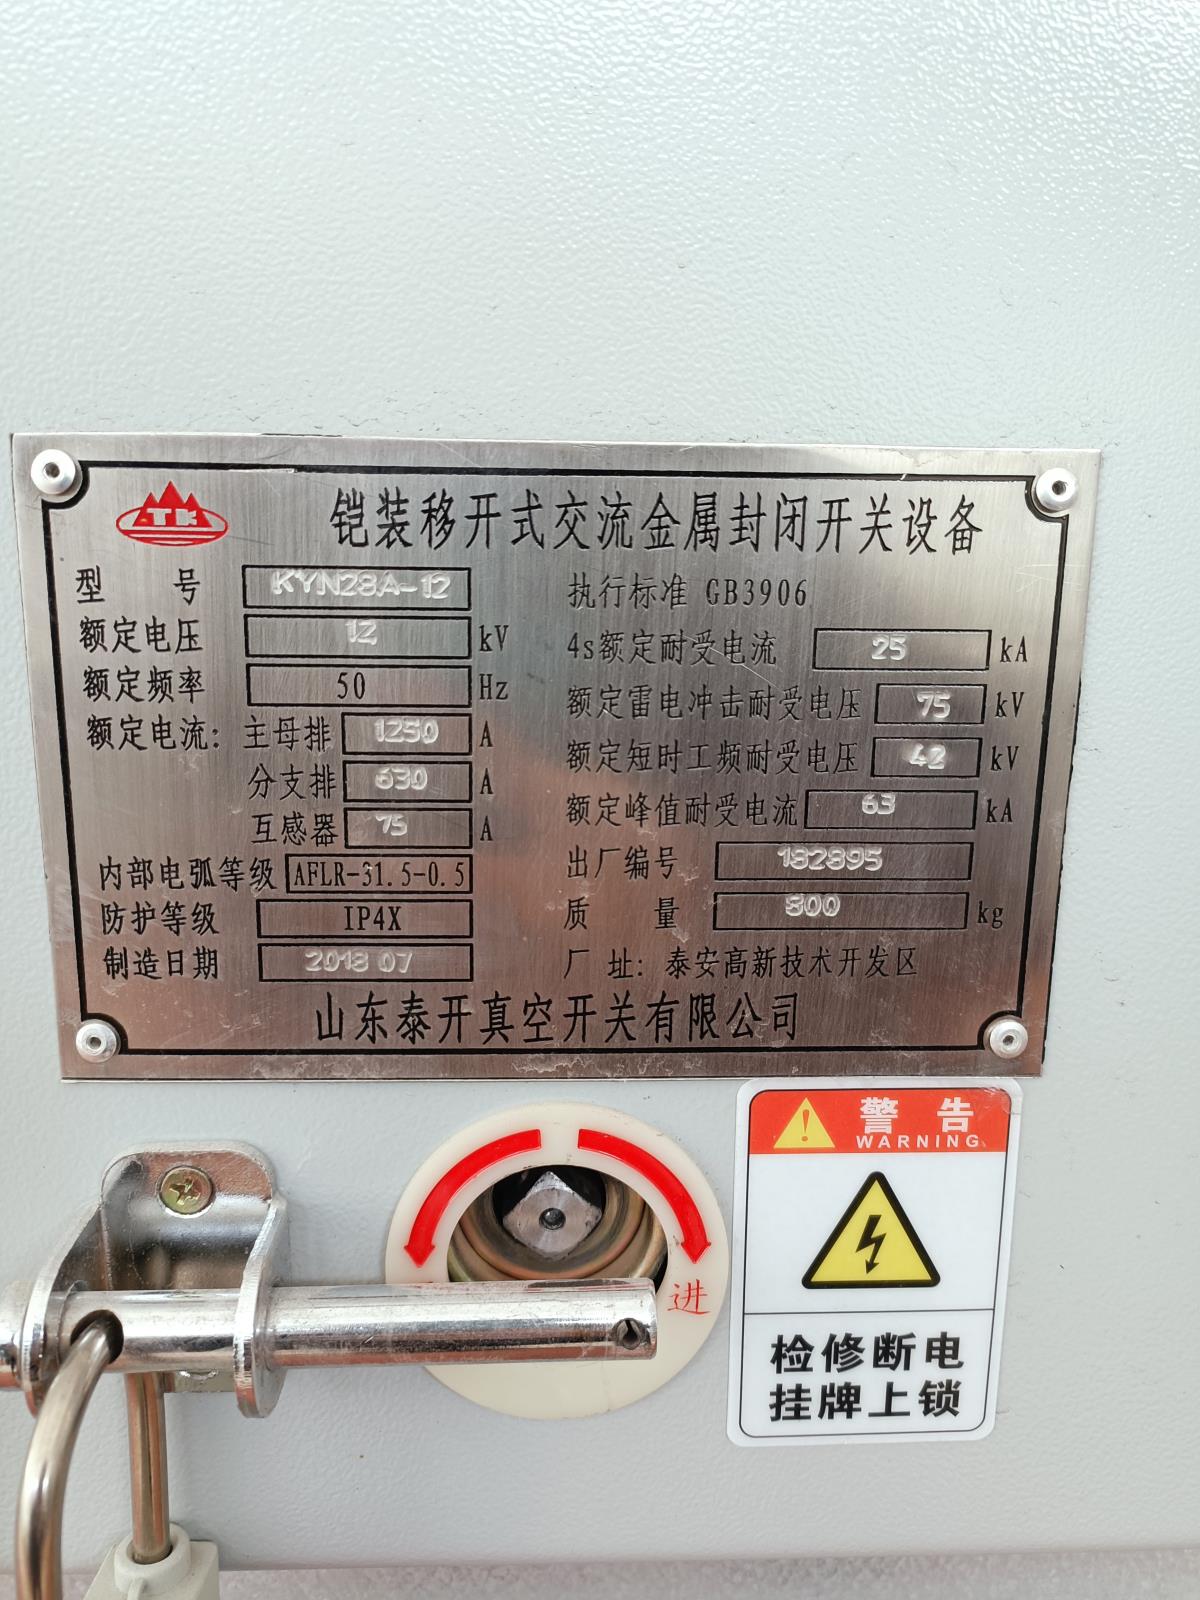 TK
铠装移开式交流金属封闭开关设备
型 号 KYN28A-12
额定电压 12 kV
额定频率 50 Hz
额定电流: 主母排 1250 A
分支排 630 A
互感器 75 A
内部电弧等级 AFLR-31.5-0.5
防护等级 IP4X
制造日期 2018 07
执行标准 GB3906
4s额定耐受电流 25 kA
额定雷电冲击耐受电压 75 kV
额定短时工频耐受电压 42 kV
额定峰值耐受电流 63 kA
出厂编号 182895
质 量 800 kg
厂 址: 泰安高新技术开发区
山东泰开真空开关有限公司
进
警 告
WARNING
检修断电
挂牌上锁